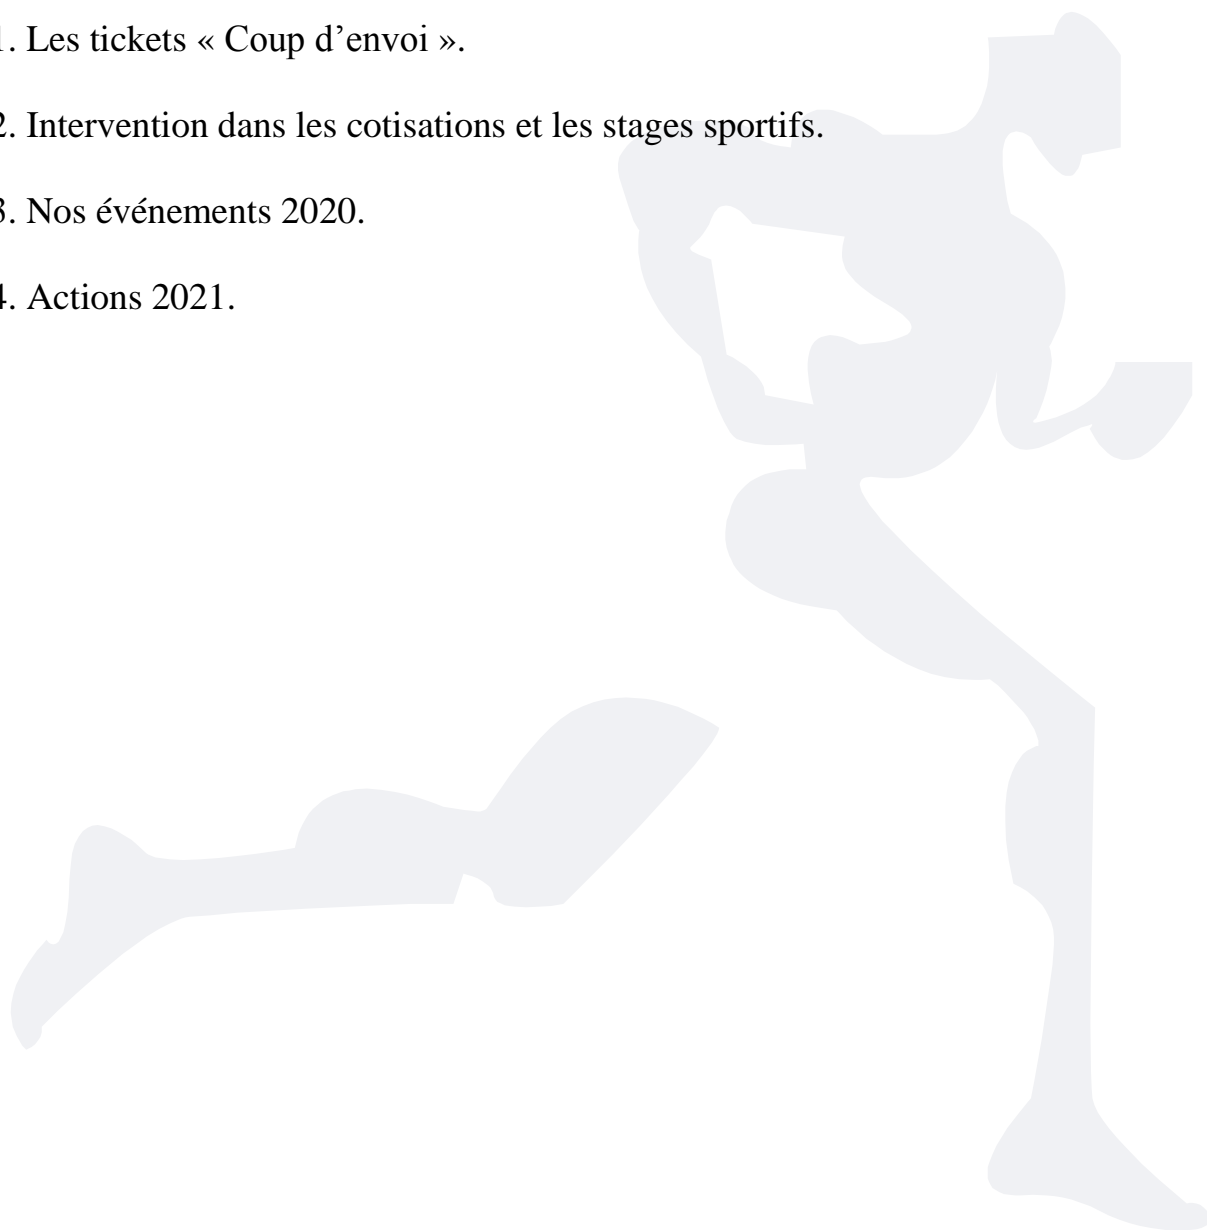 1. Les tickets « Coup d’envoi ».
2. Intervention dans les cotisations et les stages sportifs.
3. Nos événements 2020.
4. Actions 2021.